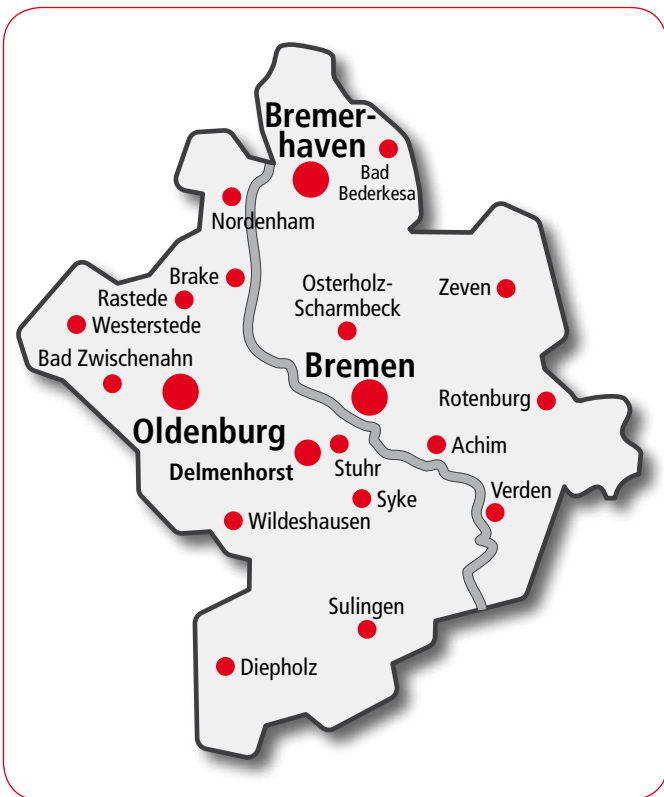 Bremer-
haven
Bad
Bederkesa
Nordenham
Brake
Osterholz-
Scharmbeck
Zeven
Rastede
Westerstede
Bad Zwischenahn
Bremen
Rotenburg
Oldenburg
Achim
Delmenhorst
Stuhr
Verden
Syke
Wildeshausen
Sulingen
Diepholz